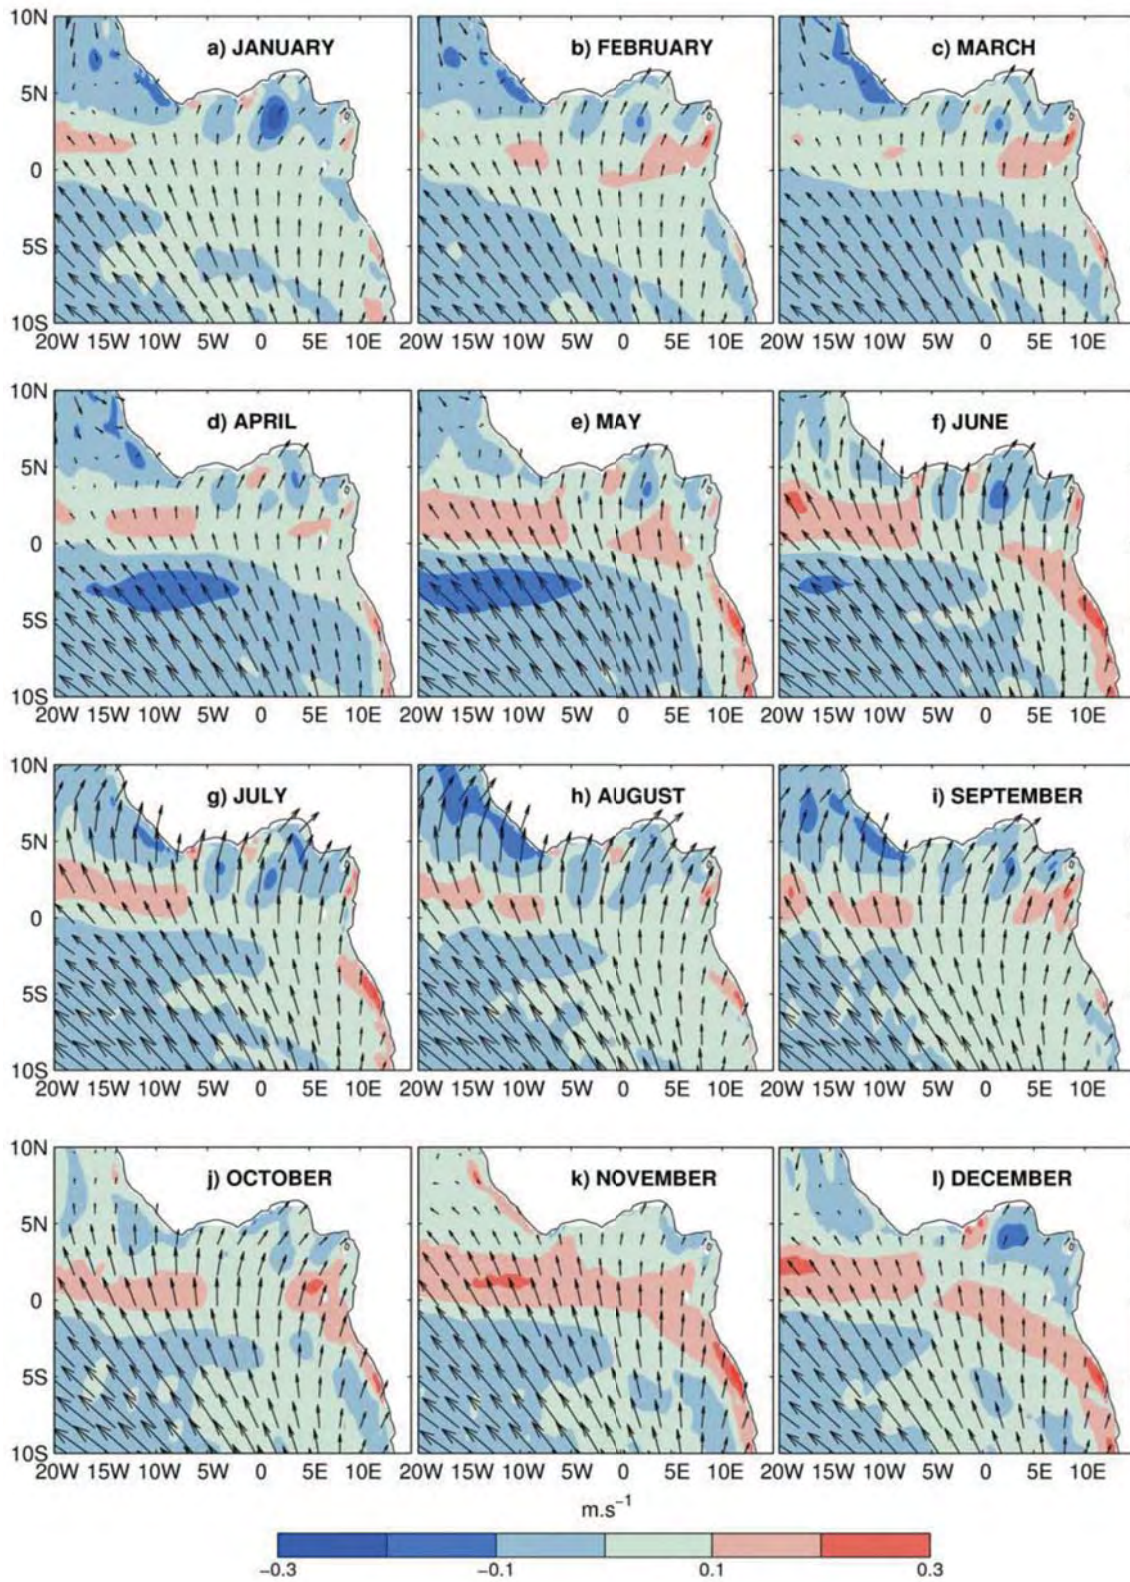 10N
a) JANUARY b) FEBRUARY c) MARCH
5N
0
5S
10S
20W 15W 10W 5W 0 5E 10E 20W 15W 10W 5W 0 5E 10E 20W 15W 10W 5W 0 5E 10E
10N
d) APRIL e) MAY f) JUNE
5N
0
5S
10S
20W 15W 10W 5W 0 5E 10E 20W 15W 10W 5W 0 5E 10E 20W 15W 10W 5W 0 5E 10E
10N
g) JULY h) AUGUST i) SEPTEMBER
5N
0
5S
10S
20W 15W 10W 5W 0 5E 10E 20W 15W 10W 5W 0 5E 10E 20W 15W 10W 5W 0 5E 10E
10N
j) OCTOBER k) NOVEMBER l) DECEMBER
5N
0
5S
10S
20W 15W 10W 5W 0 5E 10E 20W 15W 10W 5W 0 5E 10E 20W 15W 10W 5W 0 5E 10E
m.s⁻¹
−0.3 −0.1 0.1 0.3